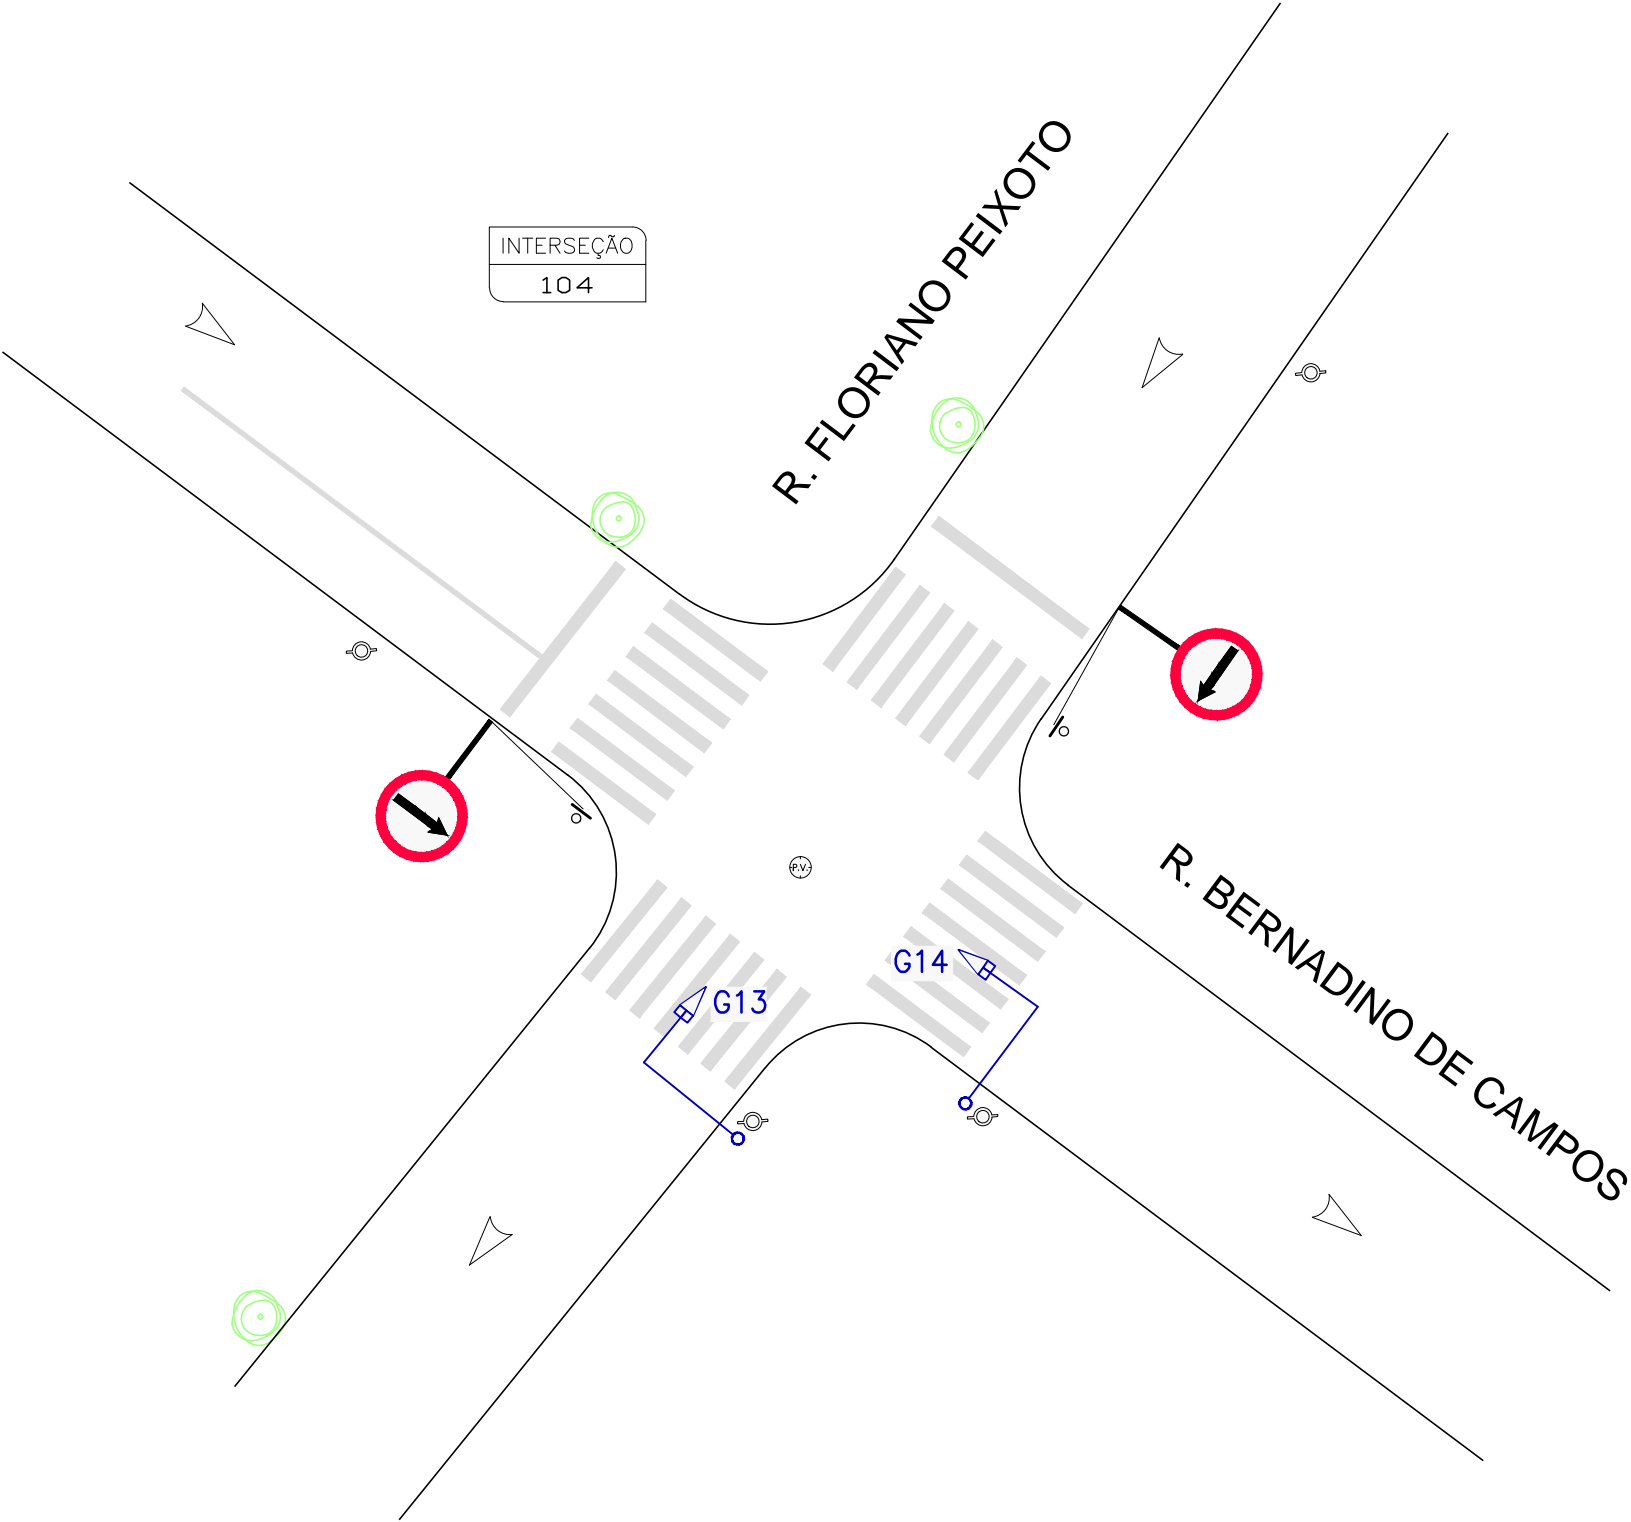 INTERSEÇÃO
104
R. FLORIANO PEIXOTO
R. BERNADINO DE CAMPOS
P.V.
G14
G13